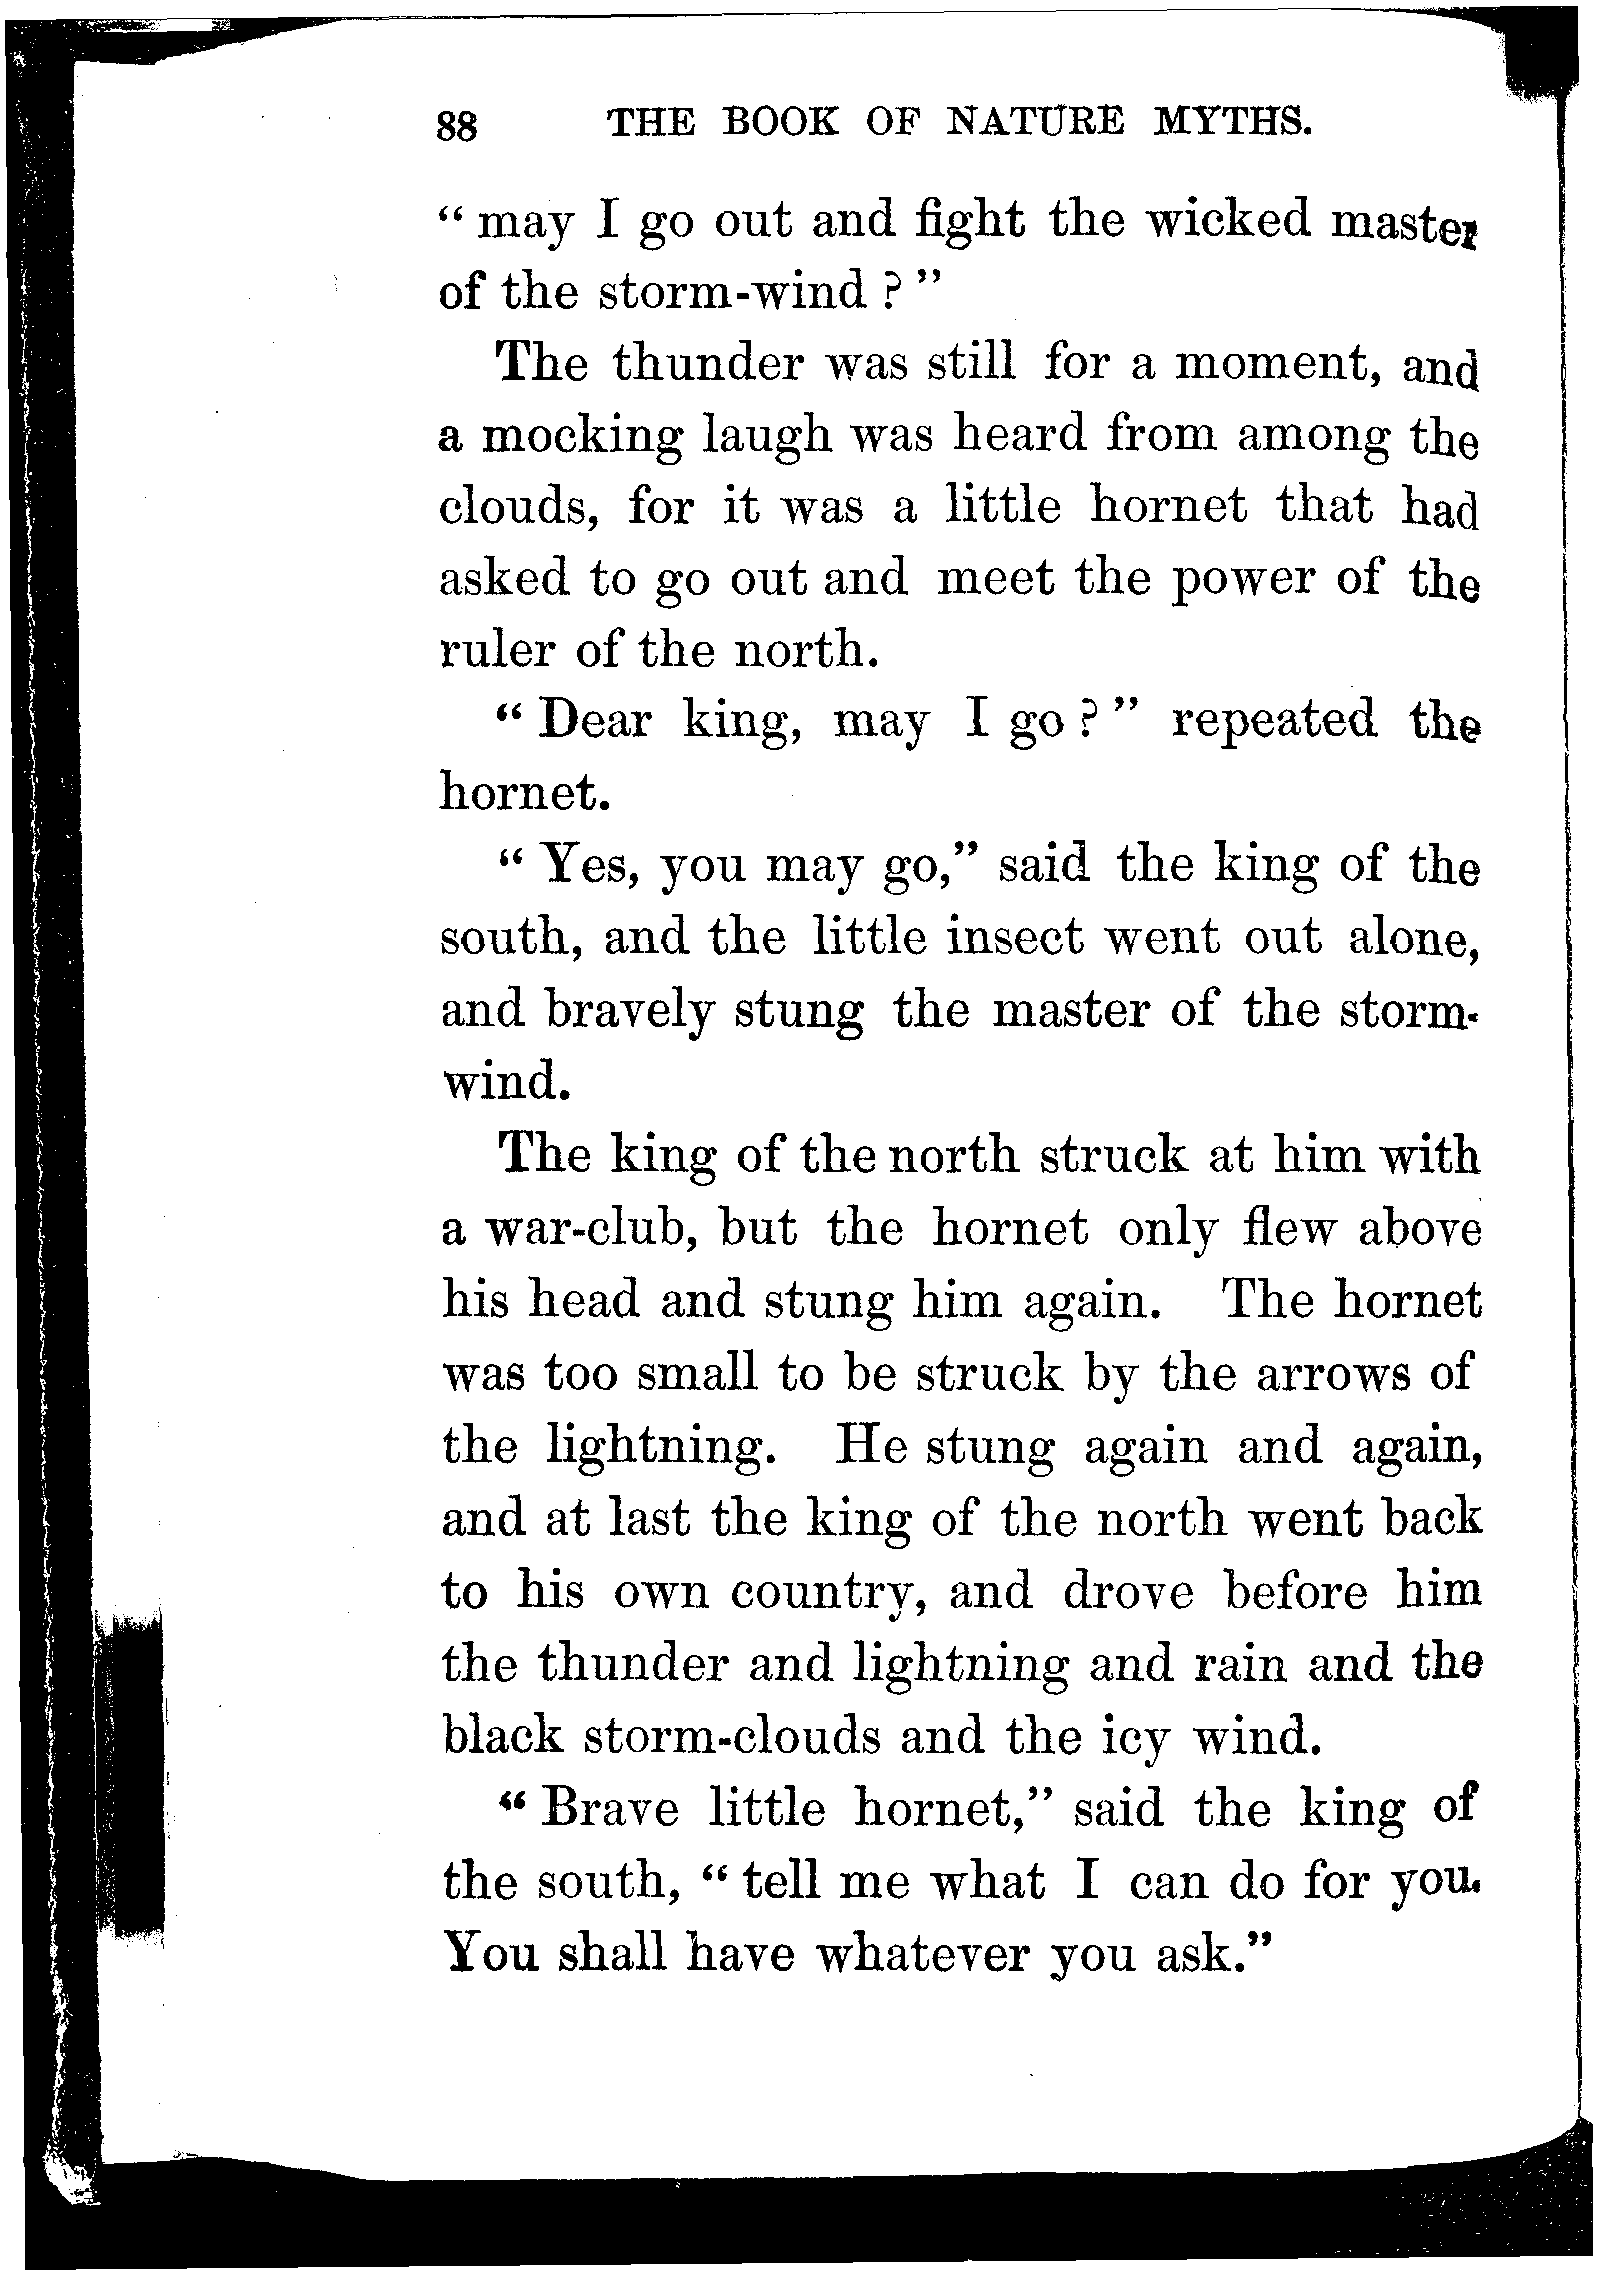 88 THE BOOK OF NATURE MYTHS.
“ may I go out and fight the wicked master
of the storm-wind ? ”
The thunder was still for a moment, and
a mocking laugh was heard from among the
clouds, for it was a little hornet that had
asked to go out and meet the power of the
ruler of the north.
“ Dear king, may I go ? ” repeated the
hornet.
“ Yes, you may go,” said the king of the
south, and the little insect went out alone,
and bravely stung the master of the storm-
wind.
The king of the north struck at him with
a war-club, but the hornet only flew above
his head and stung him again. The hornet
was too small to be struck by the arrows of
the lightning. He stung again and again,
and at last the king of the north went back
to his own country, and drove before him
the thunder and lightning and rain and the
black storm-clouds and the icy wind.
“ Brave little hornet,” said the king of
the south, “ tell me what I can do for you.
You shall have whatever you ask.”